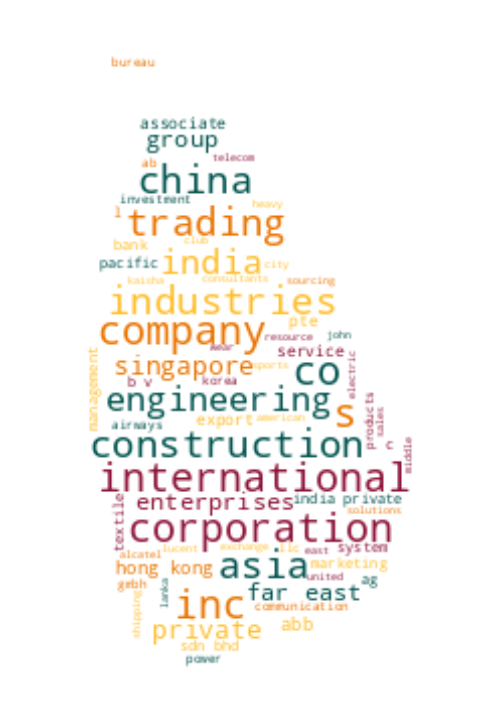 bureau
associate
group
telecom
ab
china
investment
heavy
l
trading
club
bank
india
pacific
city
kaisha
consultants
sourcing
industries
pte
company
resource
john
wear
service
singapore
sports
co
electric
management
b v
korea
engineering
s
products
sales
export
american
airways
construction
r
middle
international
textile
enterprises
india private
solutions
corporation
system
lucent
exchange
llc
east
alcatel
hong kong
asia
marketing
united
ag
gmbh
lanka
far east
shipping
inc
communication
private
abb
sdn bhd
power